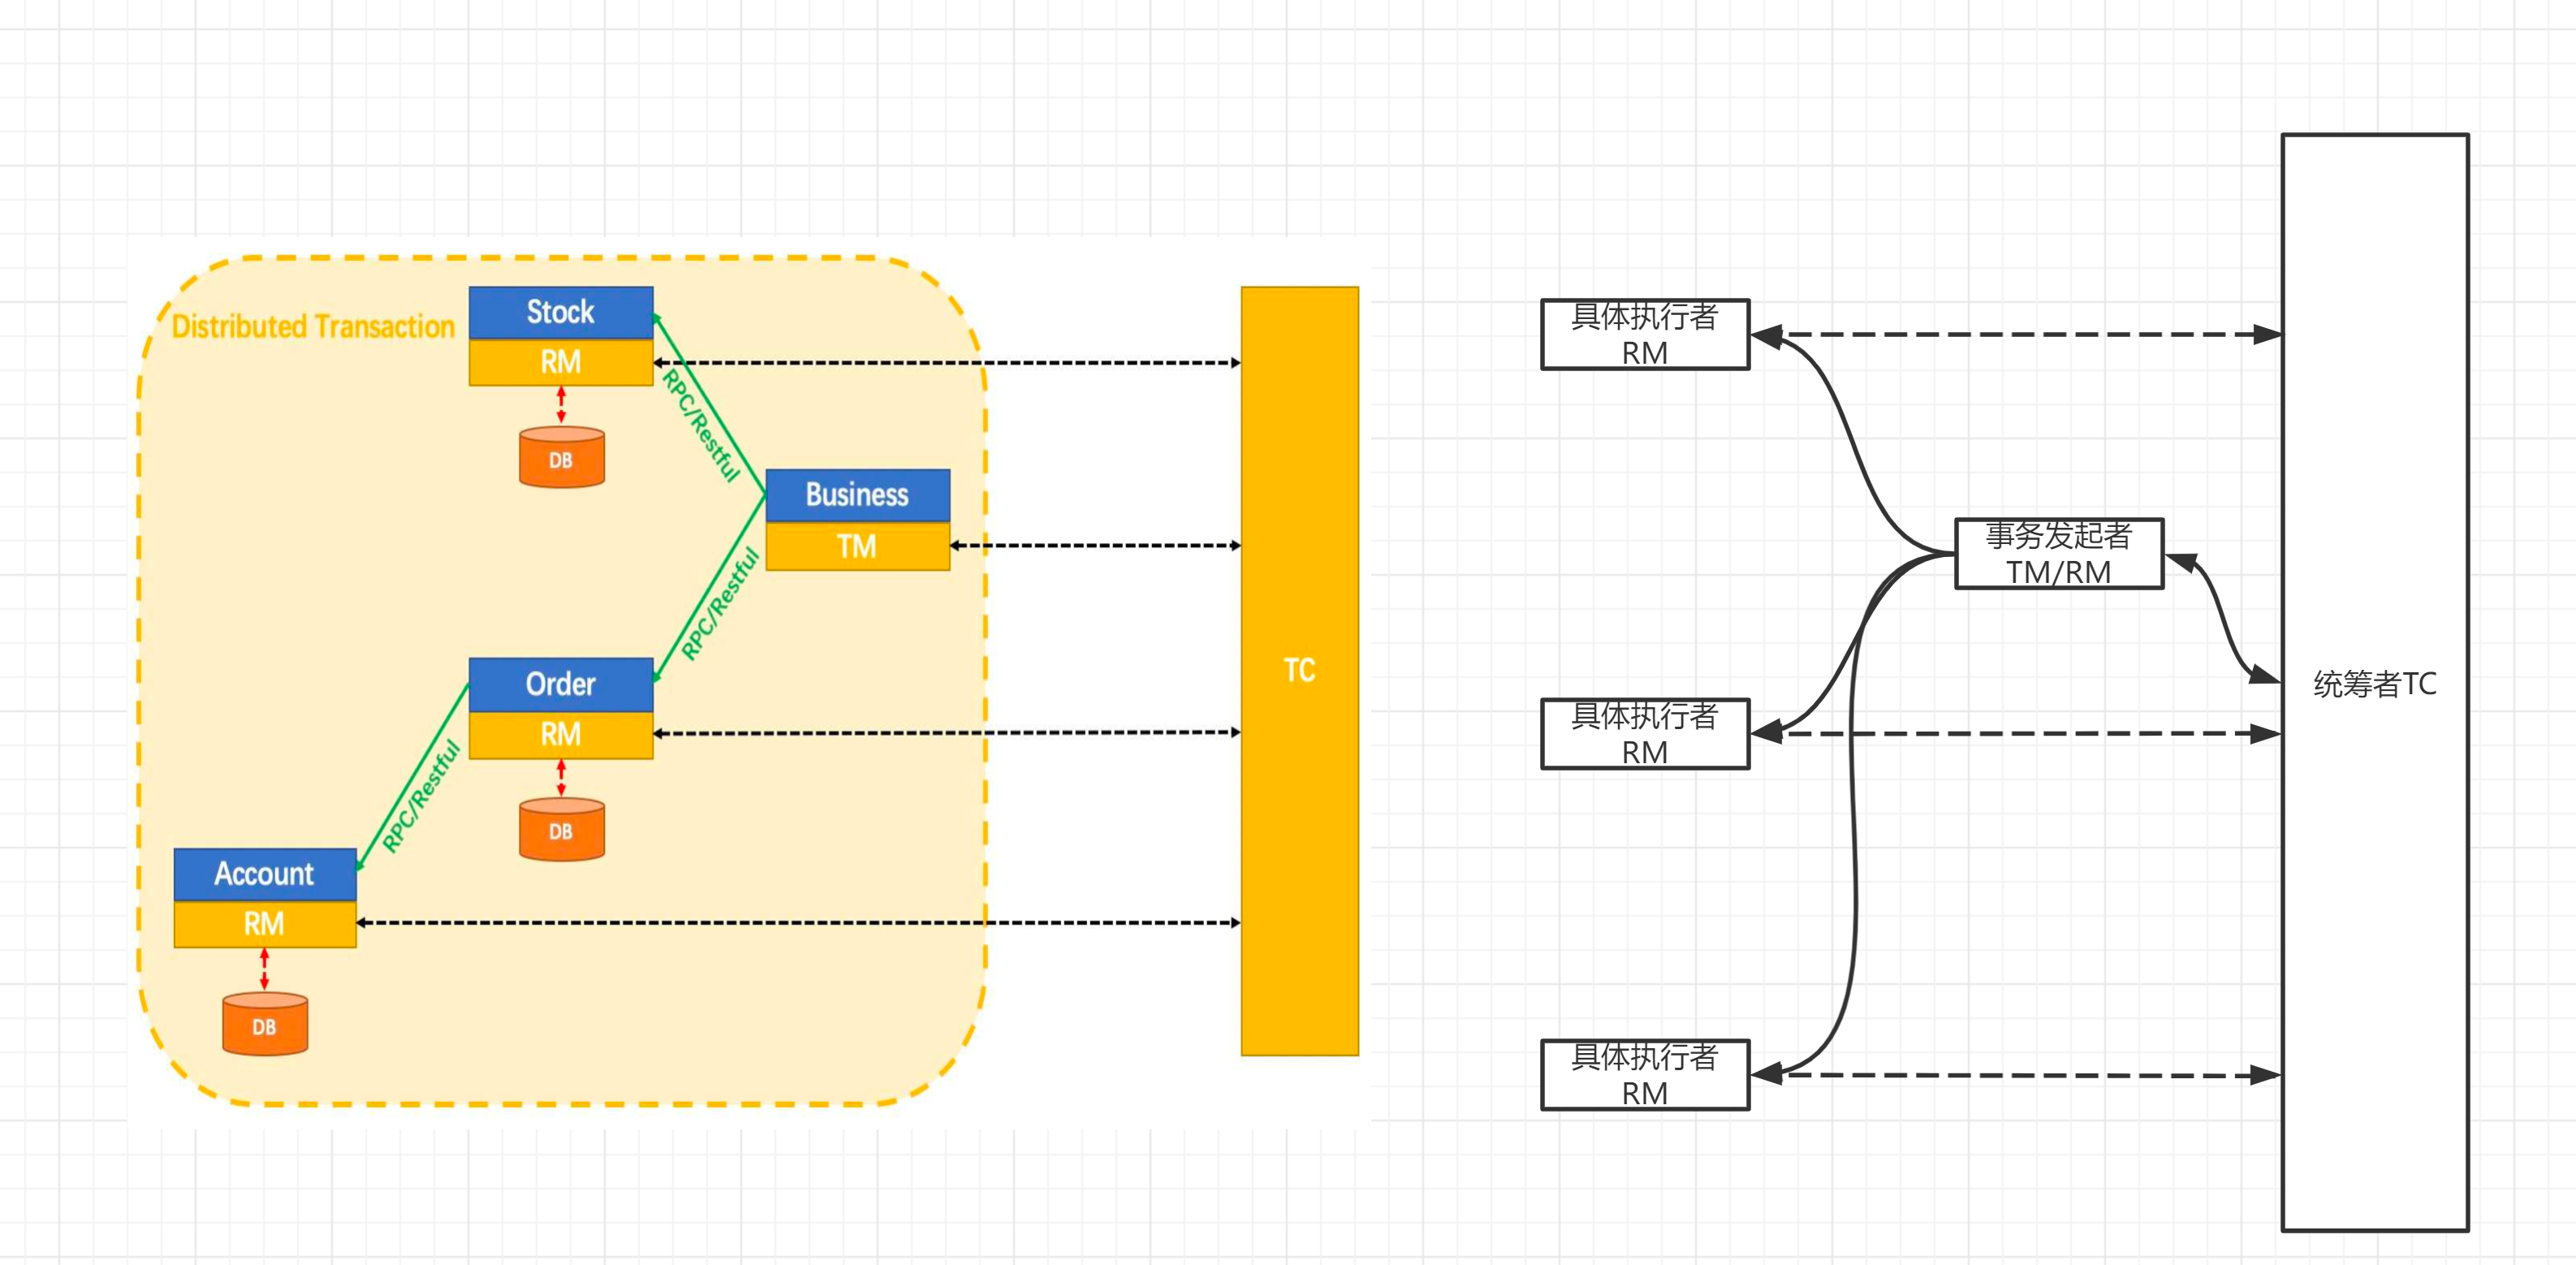 Distributed Transaction
Stock
RM
DB
RPC/Restful
Business
TM
RPC/Restful
Order
RM
DB
RPC/Restful
Account
RM
DB
TC
具体执行者
RM
事务发起者
TM/RM
具体执行者
RM
具体执行者
RM
统筹者TC